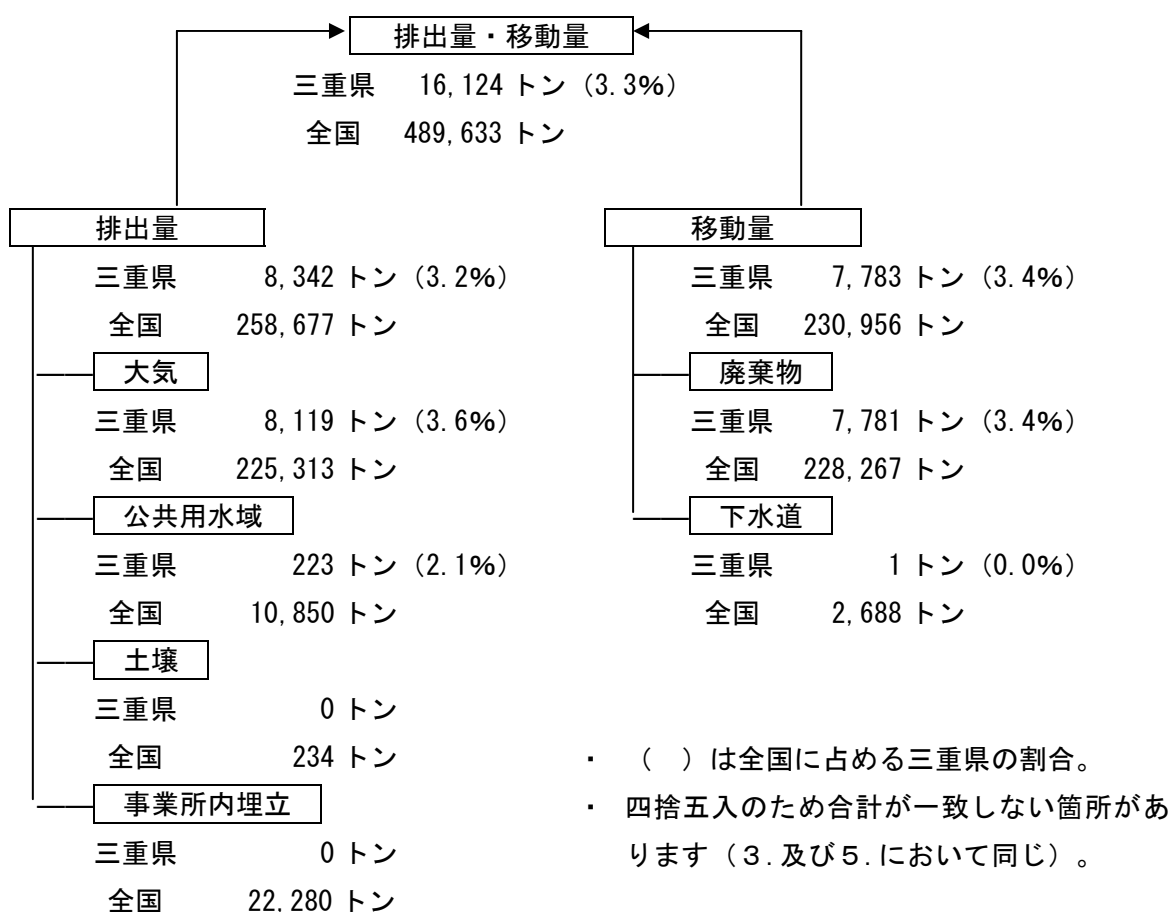 排出量・移動量
三重県 16,124 トン（3.3%）
全国 489,633 トン
排出量
三重県 8,342 トン（3.2%）
全国 258,677 トン
大気
三重県 8,119 トン（3.6%）
全国 225,313 トン
公共用水域
三重県 223 トン（2.1%）
全国 10,850 トン
土壌
三重県 0 トン
全国 234 トン
事業所内埋立
三重県 0 トン
全国 22,280 トン
移動量
三重県 7,783 トン（3.4%）
全国 230,956 トン
廃棄物
三重県 7,781 トン（3.4%）
全国 228,267 トン
下水道
三重県 1 トン（0.0%）
全国 2,688 トン
・ （ ）は全国に占める三重県の割合。
・ 四捨五入のため合計が一致しない箇所があ
ります（３.及び５.において同じ）。